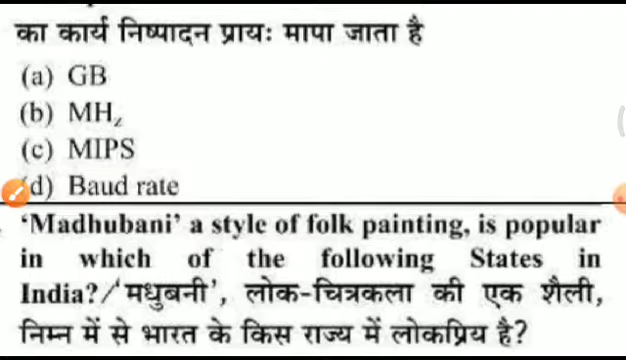 का कार्य निष्पादन प्रायः मापा जाता है
(a) GB
(b) MHz
(c) MIPS
d) Baud rate
‘Madhubani’ a style of folk painting, is popular
in which of the following States in
India?/‘मधुबनी’, लोक-चित्रकला की एक शैली,
निम्न में से भारत के किस राज्य में लोकप्रिय है?